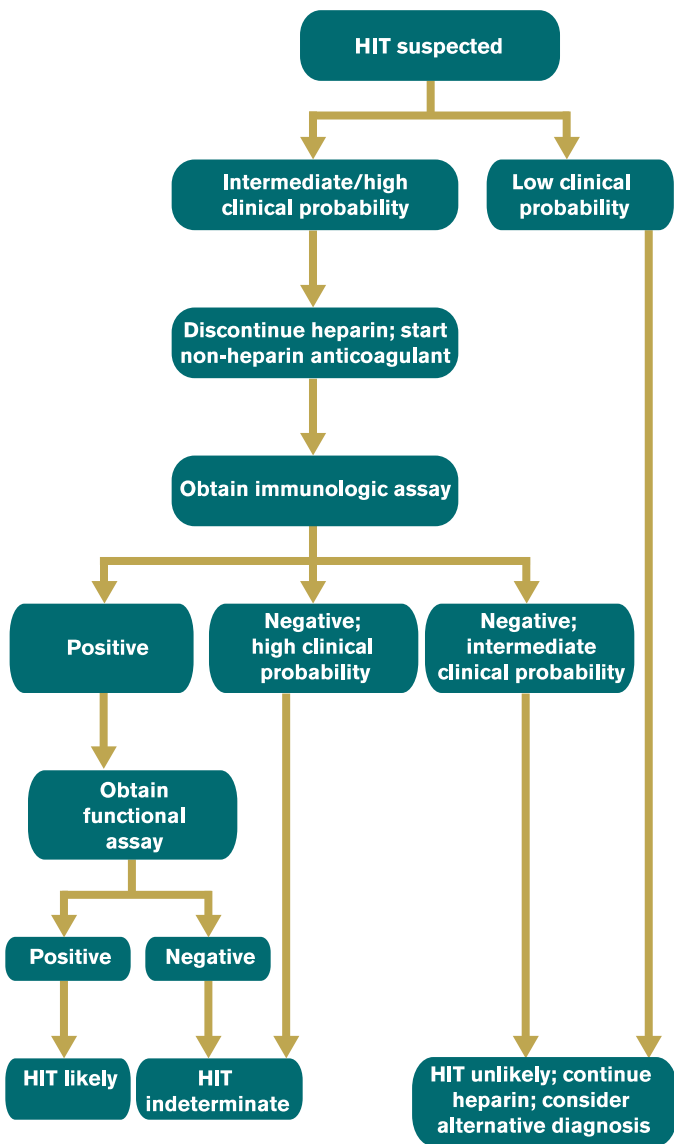 HIT suspected
Intermediate/high
clinical probability
Low clinical
probability
Discontinue heparin; start
non-heparin anticoagulant
Obtain immunologic assay
Positive
Negative;
high clinical
probability
Negative;
intermediate
clinical probability
Obtain
functional
assay
Positive
Negative
HIT likely
HIT
indeterminate
HIT unlikely; continue
heparin; consider
alternative diagnosis